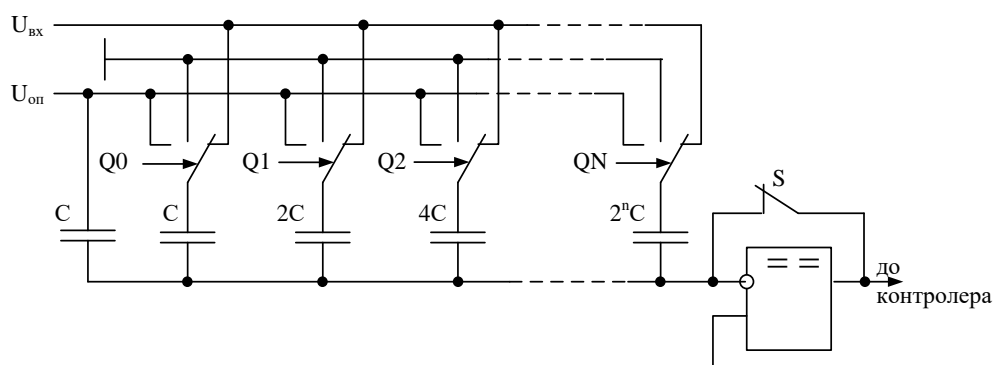 Uвх
Uоп
Q0
Q1
Q2
QN
S
C
C
2C
4C
2ⁿC
= =
до
контролера